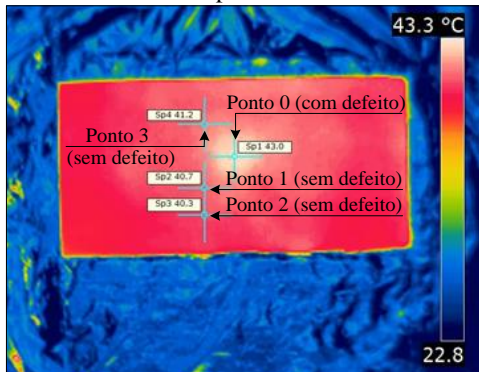 43.3 °C
Sp4 41.2
Ponto 0 (com defeito)
Ponto 3
(sem defeito)
Sp1 43.0
Sp2 40.7
Ponto 1 (sem defeito)
Sp3 40.3
Ponto 2 (sem defeito)
22.8